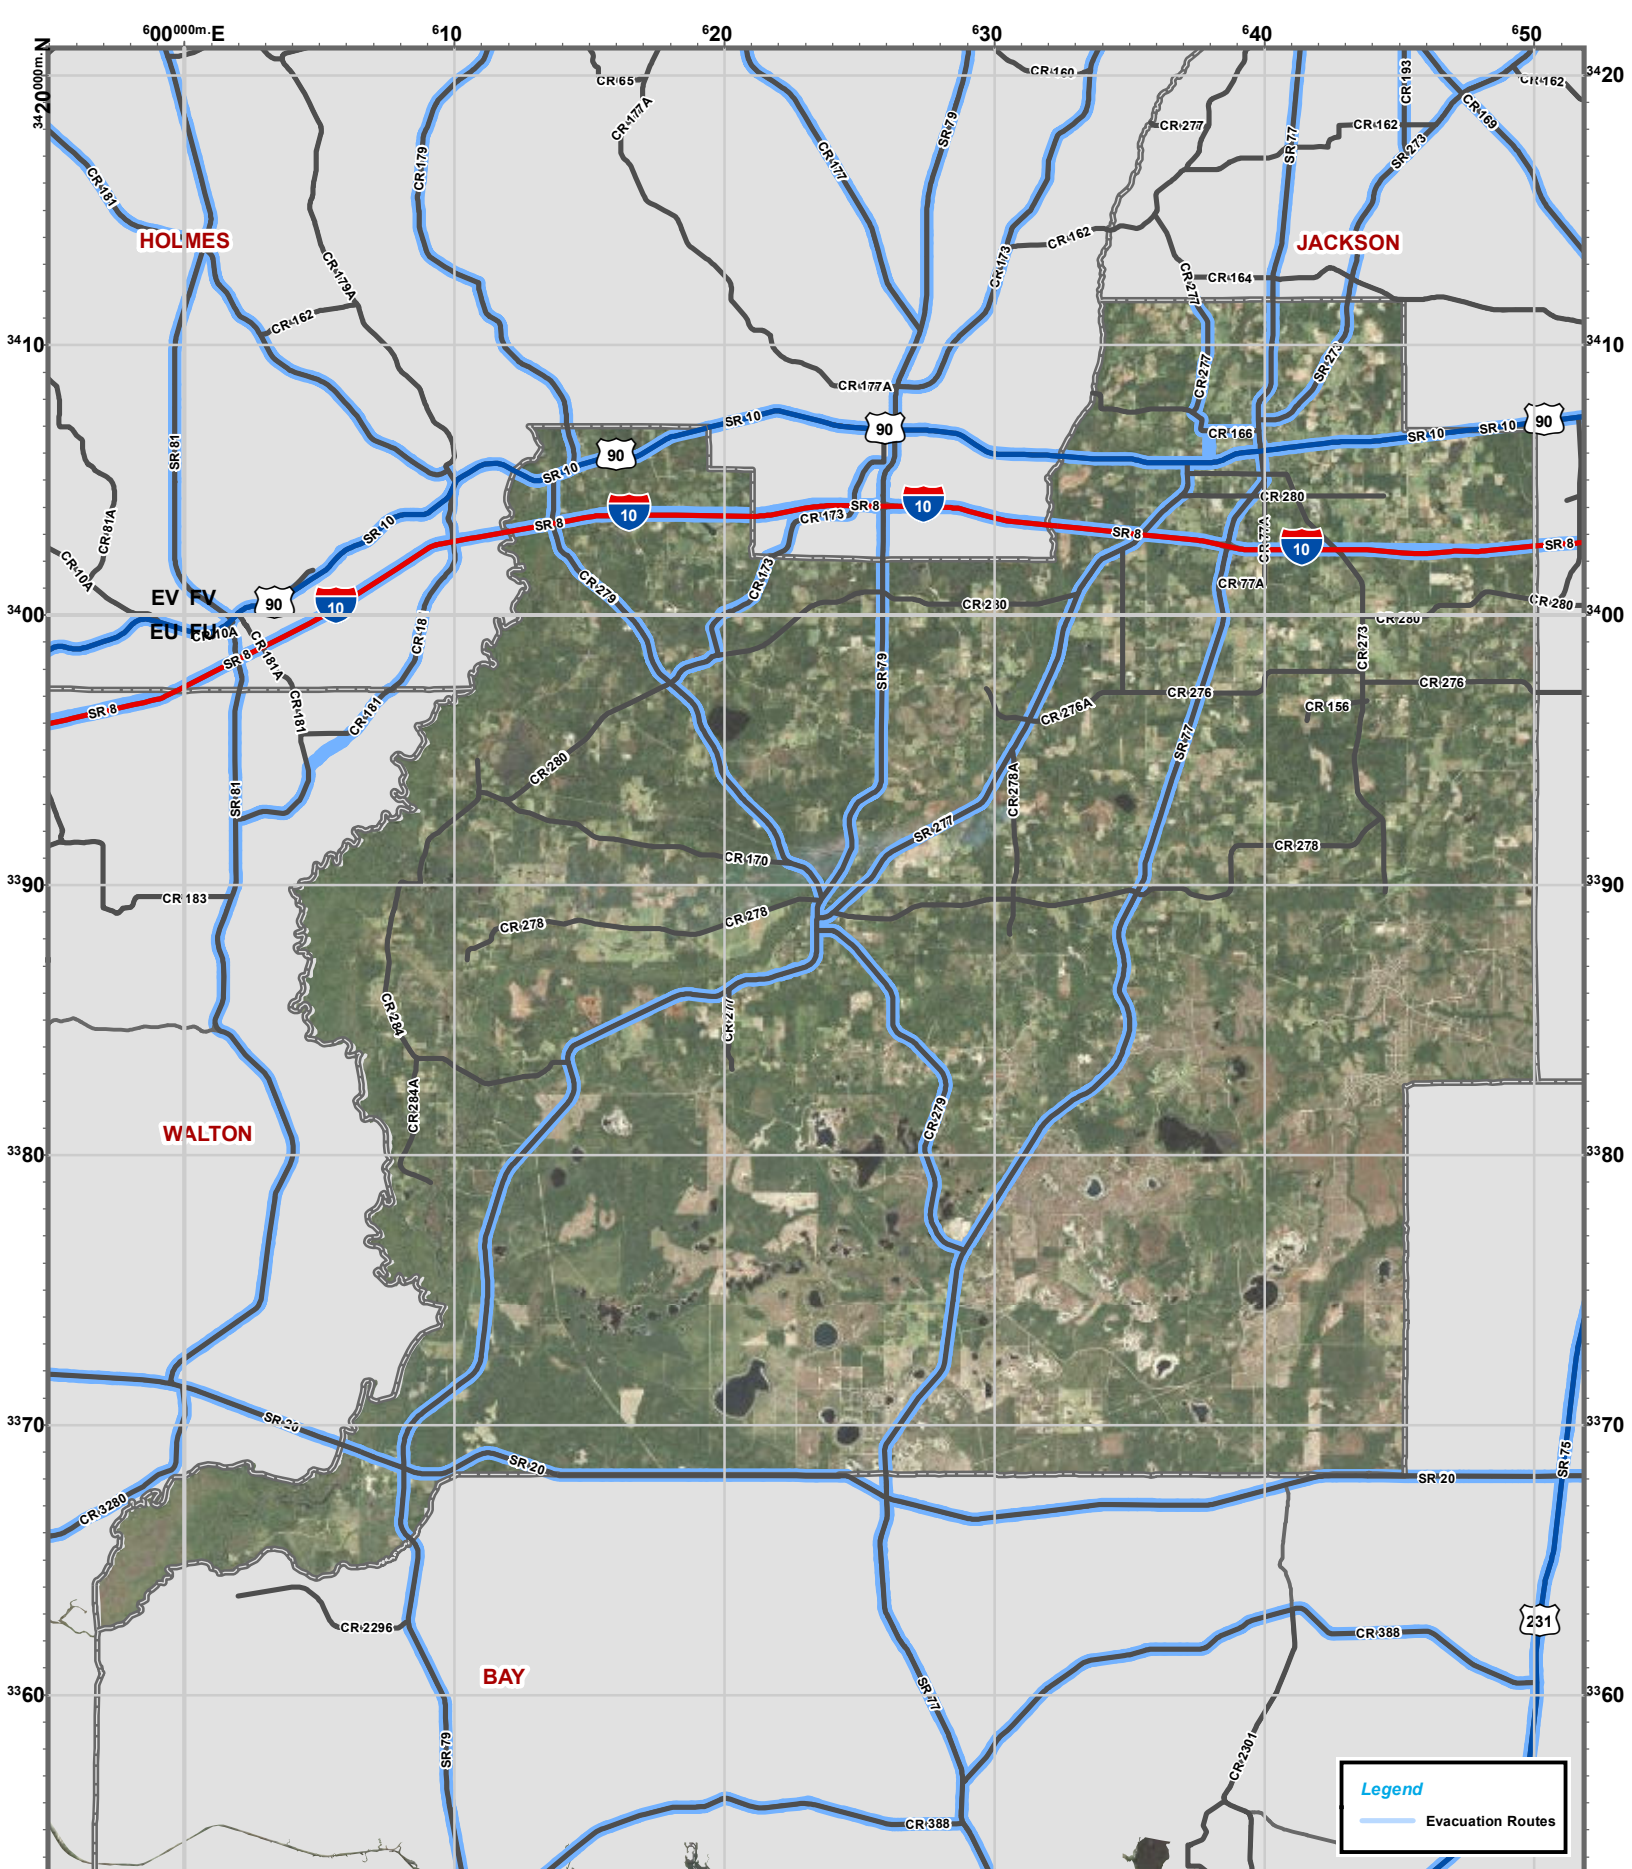 600000m. E
610
620
630
640
650
3420000m. N
3420
CR 160
CR 65
CR 193
CR 162
CR 177A
CR 169
CR 277
CR 162
SR 79
SR 77
CR 179
CR 177
SR 273
CR 181
HOLMES
CR 162
JACKSON
CR 173
CR 179A
CR 277
CR 164
CR 162
3410
3410
SR 273
CR 277
CR 177A
SR 10
90
90
SR 10
SR 10
CR 166
SR 81
90
SR 10
CR 280
CR 81A
10
10
SR 8
CR 173
SR 8
SR 10
SR 8
CR 77A
10
SR 8
CR 10A
CR 279
CR 173
CR 77A
EV FV
90
10
CR 280
CR 280
3400
3400
EU FU
CR 10A
CR 280
CR 18
CR 181A
SR 8
CR 273
SR 79
CR 276
CR 276
SR 8
CR 181
CR 181
CR 276A
CR 156
SR 77
CR 280
CR 278A
SR 81
SR 277
CR 278
CR 170
3390
3390
CR 183
CR 278
CR 278
CR 284
CR 277
CR 284A
CR 279
WALTON
3380
3380
3370
3370
SR 20
SR 20
SR 75
SR 20
CR 3280
CR 2296
CR 388
231
BAY
3360
3360
SR 77
SR 79
CR 2301
Legend
Evacuation Routes
CR 388